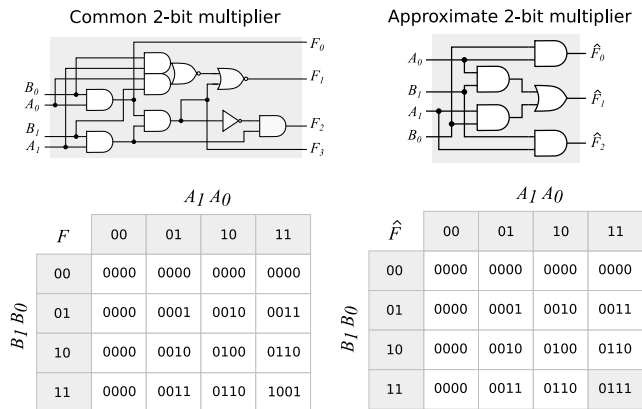 Common 2-bit multiplier
F0
F1
B0
A0
B1
A1
F2
F3
Approximate 2-bit multiplier
A0
B1
A1
B0
F̂0
F̂1
F̂2
A1 A0
F 00 01 10 11
00 0000 0000 0000 0000
01 0000 0001 0010 0011
10 0000 0010 0100 0110
11 0000 0011 0110 1001
B1 B0
A1 A0
F̂ 00 01 10 11
00 0000 0000 0000 0000
01 0000 0001 0010 0011
10 0000 0010 0100 0110
11 0000 0011 0110 0111
B1 B0